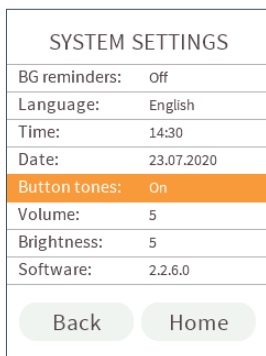 SYSTEM SETTINGS
BG reminders: Off
Language: English
Time: 14:30
Date: 23.07.2020
Button tones: On
Volume: 5
Brightness: 5
Software: 2.2.6.0
Back Home